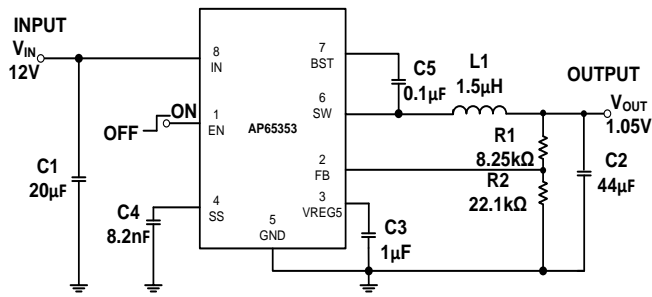 INPUT
VIN
12V
8
IN
7
BST
C5
0.1μF
L1
1.5μH
OUTPUT
VOUT
1.05V
6
SW
ON
OFF
1
EN
AP65353
R1
8.25kΩ
C1
20μF
2
FB
R2
22.1kΩ
C2
44μF
C4
8.2nF
4
SS
3
VREG5
5
GND
C3
1μF